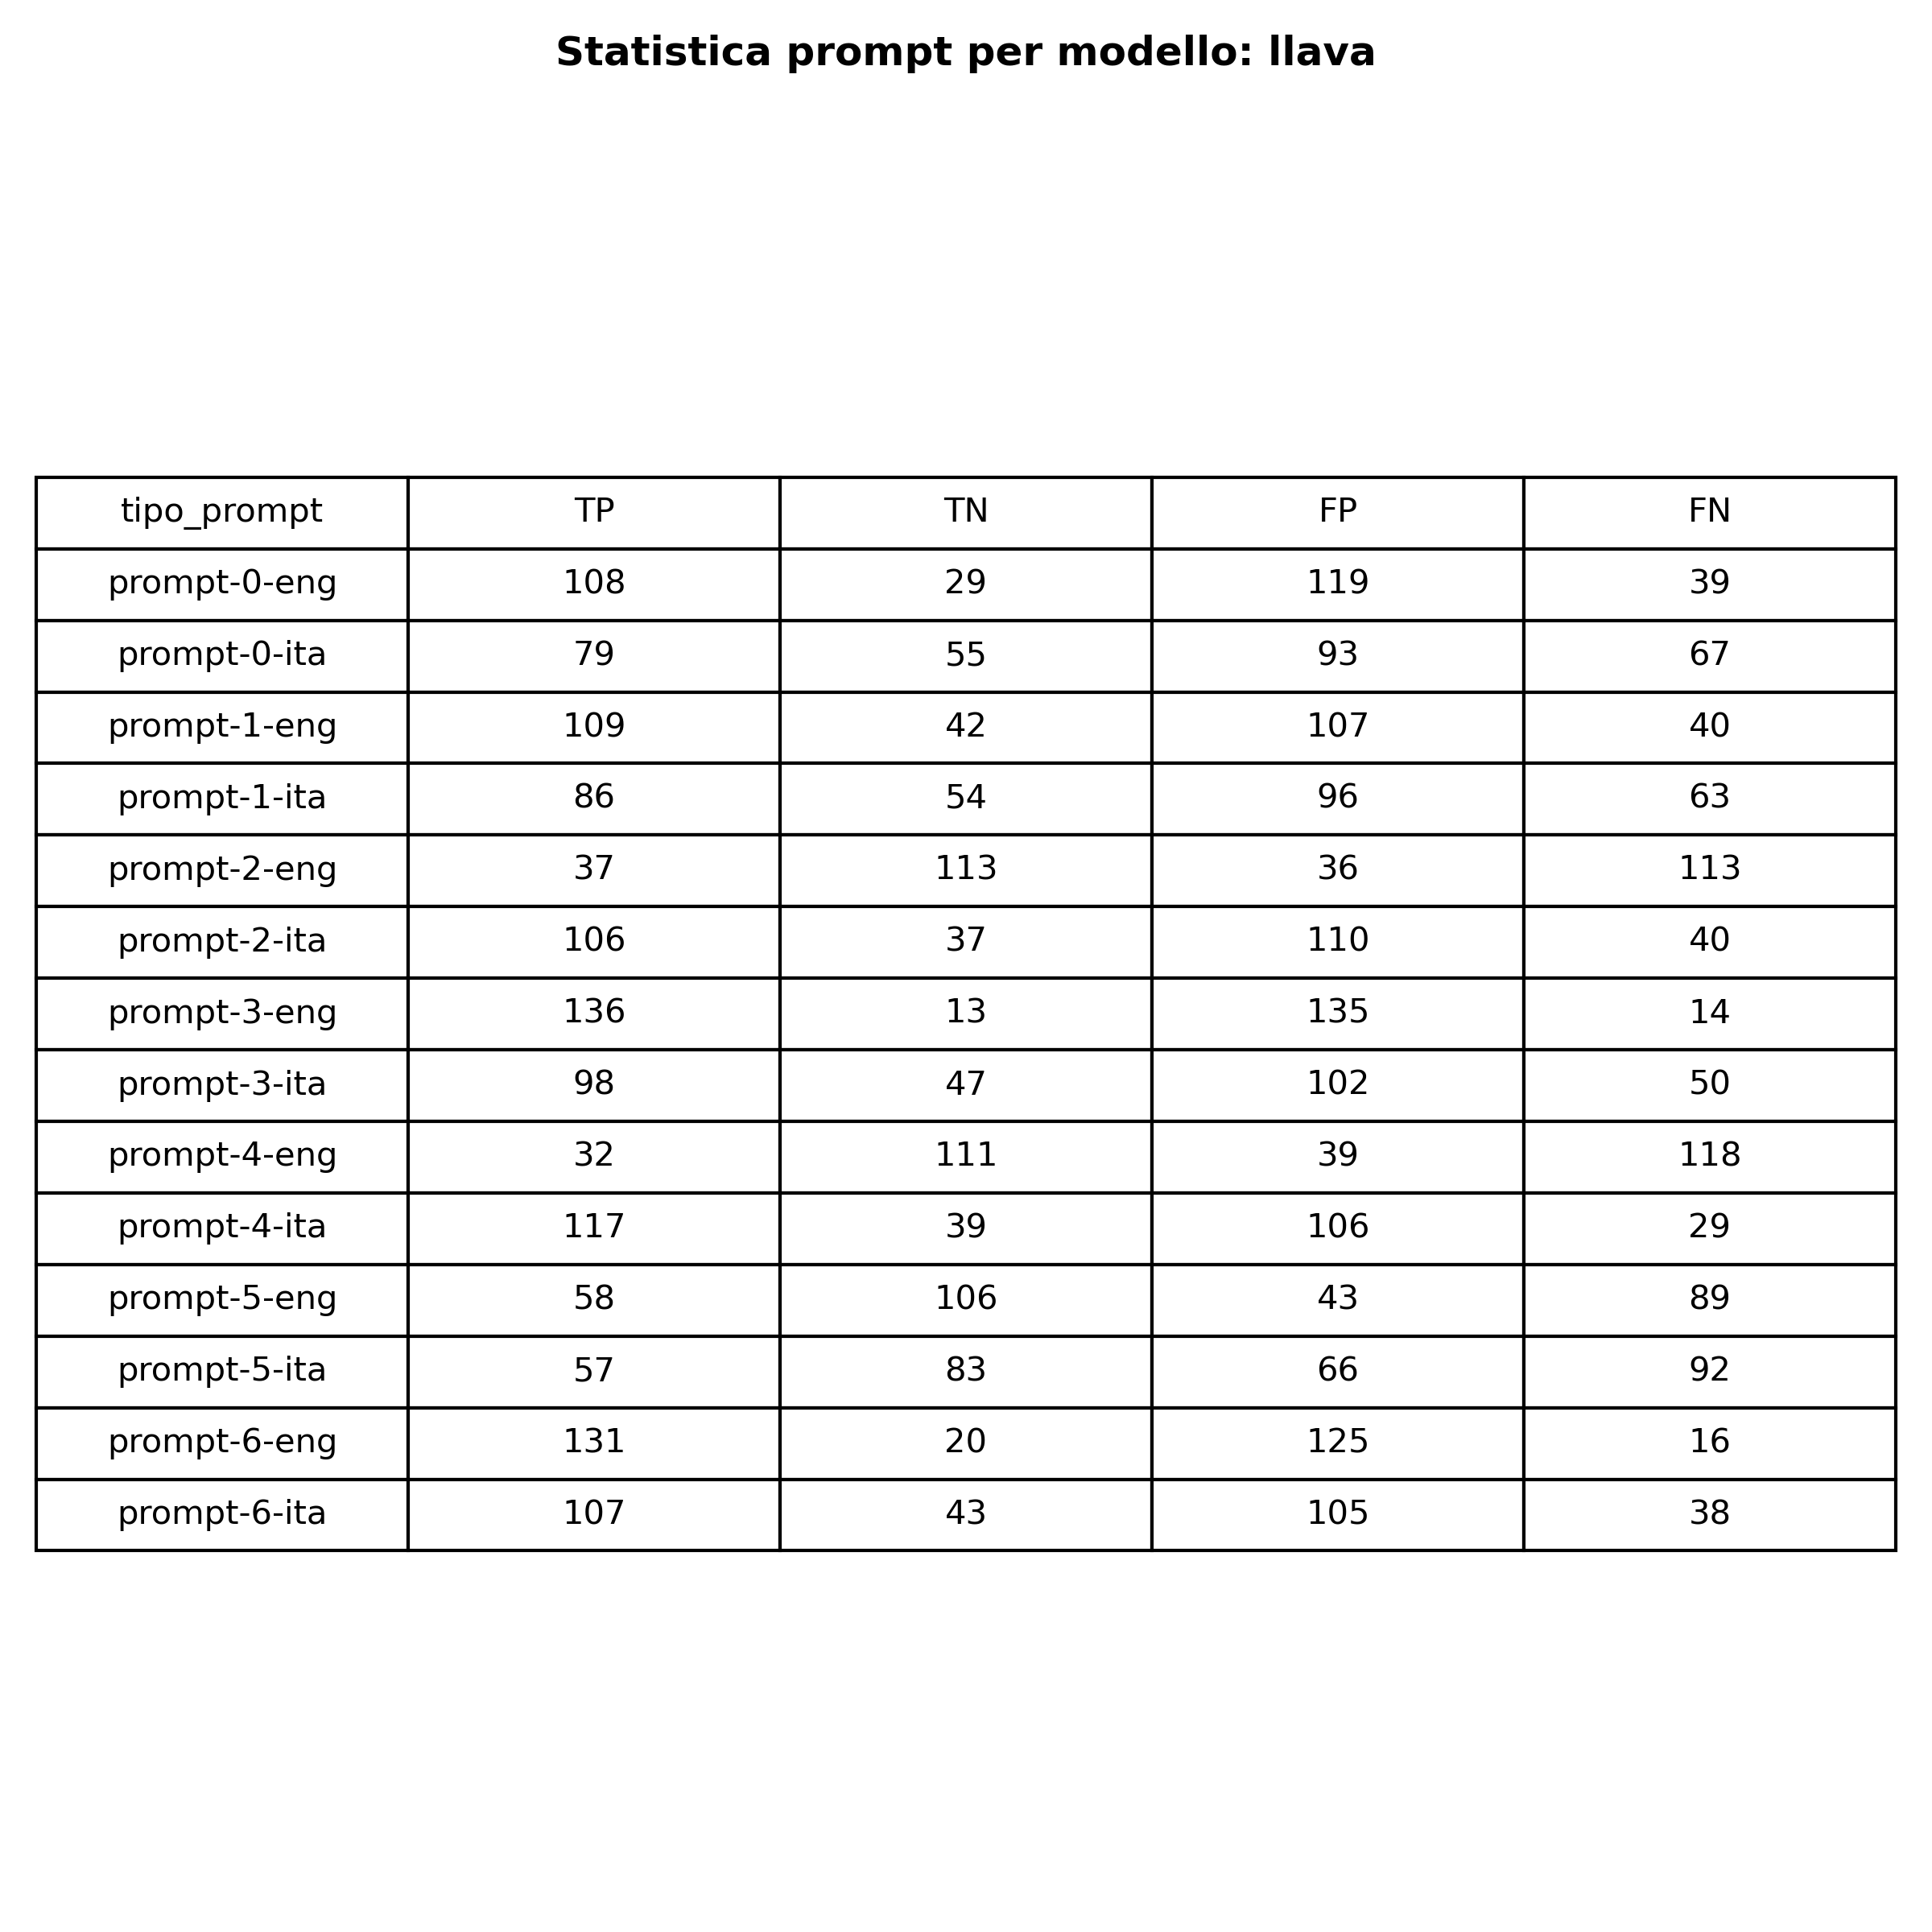 Statistica prompt per modello: llava
tipo_prompt TP TN FP FN
prompt-0-eng 108 29 119 39
prompt-0-ita 79 55 93 67
prompt-1-eng 109 42 107 40
prompt-1-ita 86 54 96 63
prompt-2-eng 37 113 36 113
prompt-2-ita 106 37 110 40
prompt-3-eng 136 13 135 14
prompt-3-ita 98 47 102 50
prompt-4-eng 32 111 39 118
prompt-4-ita 117 39 106 29
prompt-5-eng 58 106 43 89
prompt-5-ita 57 83 66 92
prompt-6-eng 131 20 125 16
prompt-6-ita 107 43 105 38